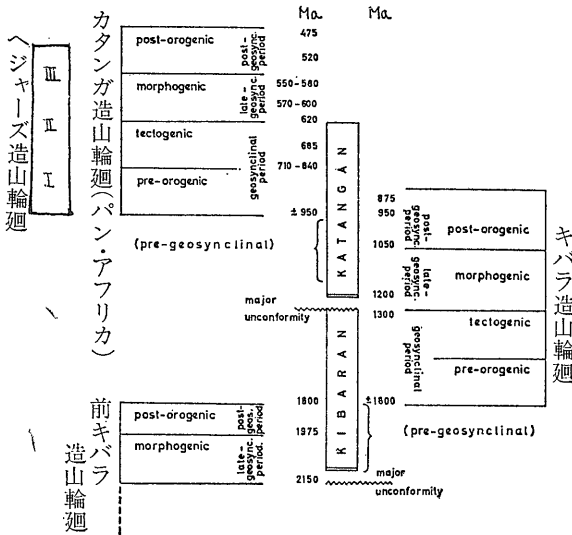 ヘジャーズ造山輪廻
III
II
I
カタンガ造山輪廻(パン・アフリカ)
post-orogenic
post-geosync. period
morphogenic
late-geosync. period
tectogenic
geosynclinal period
pre-orogenic
(pre-geosynclinal)
Ma
475
520
550-580
570-600
620
685
710-840
± 950
Ma
KATANGAN
major unconformity
875
950
1050
1200
1300
post-geosync. period
post-orogenic
late-geosync. period
morphogenic
geosynclinal period
tectogenic
pre-orogenic
±1800
(pre-geosynclinal)
キバラ造山輪廻
KIBARAN
1800
1975
2150
major
unconformity
前キバラ
造山輪廻
post-orogenic
post-geos. period
morphogenic
late-geosync. period.